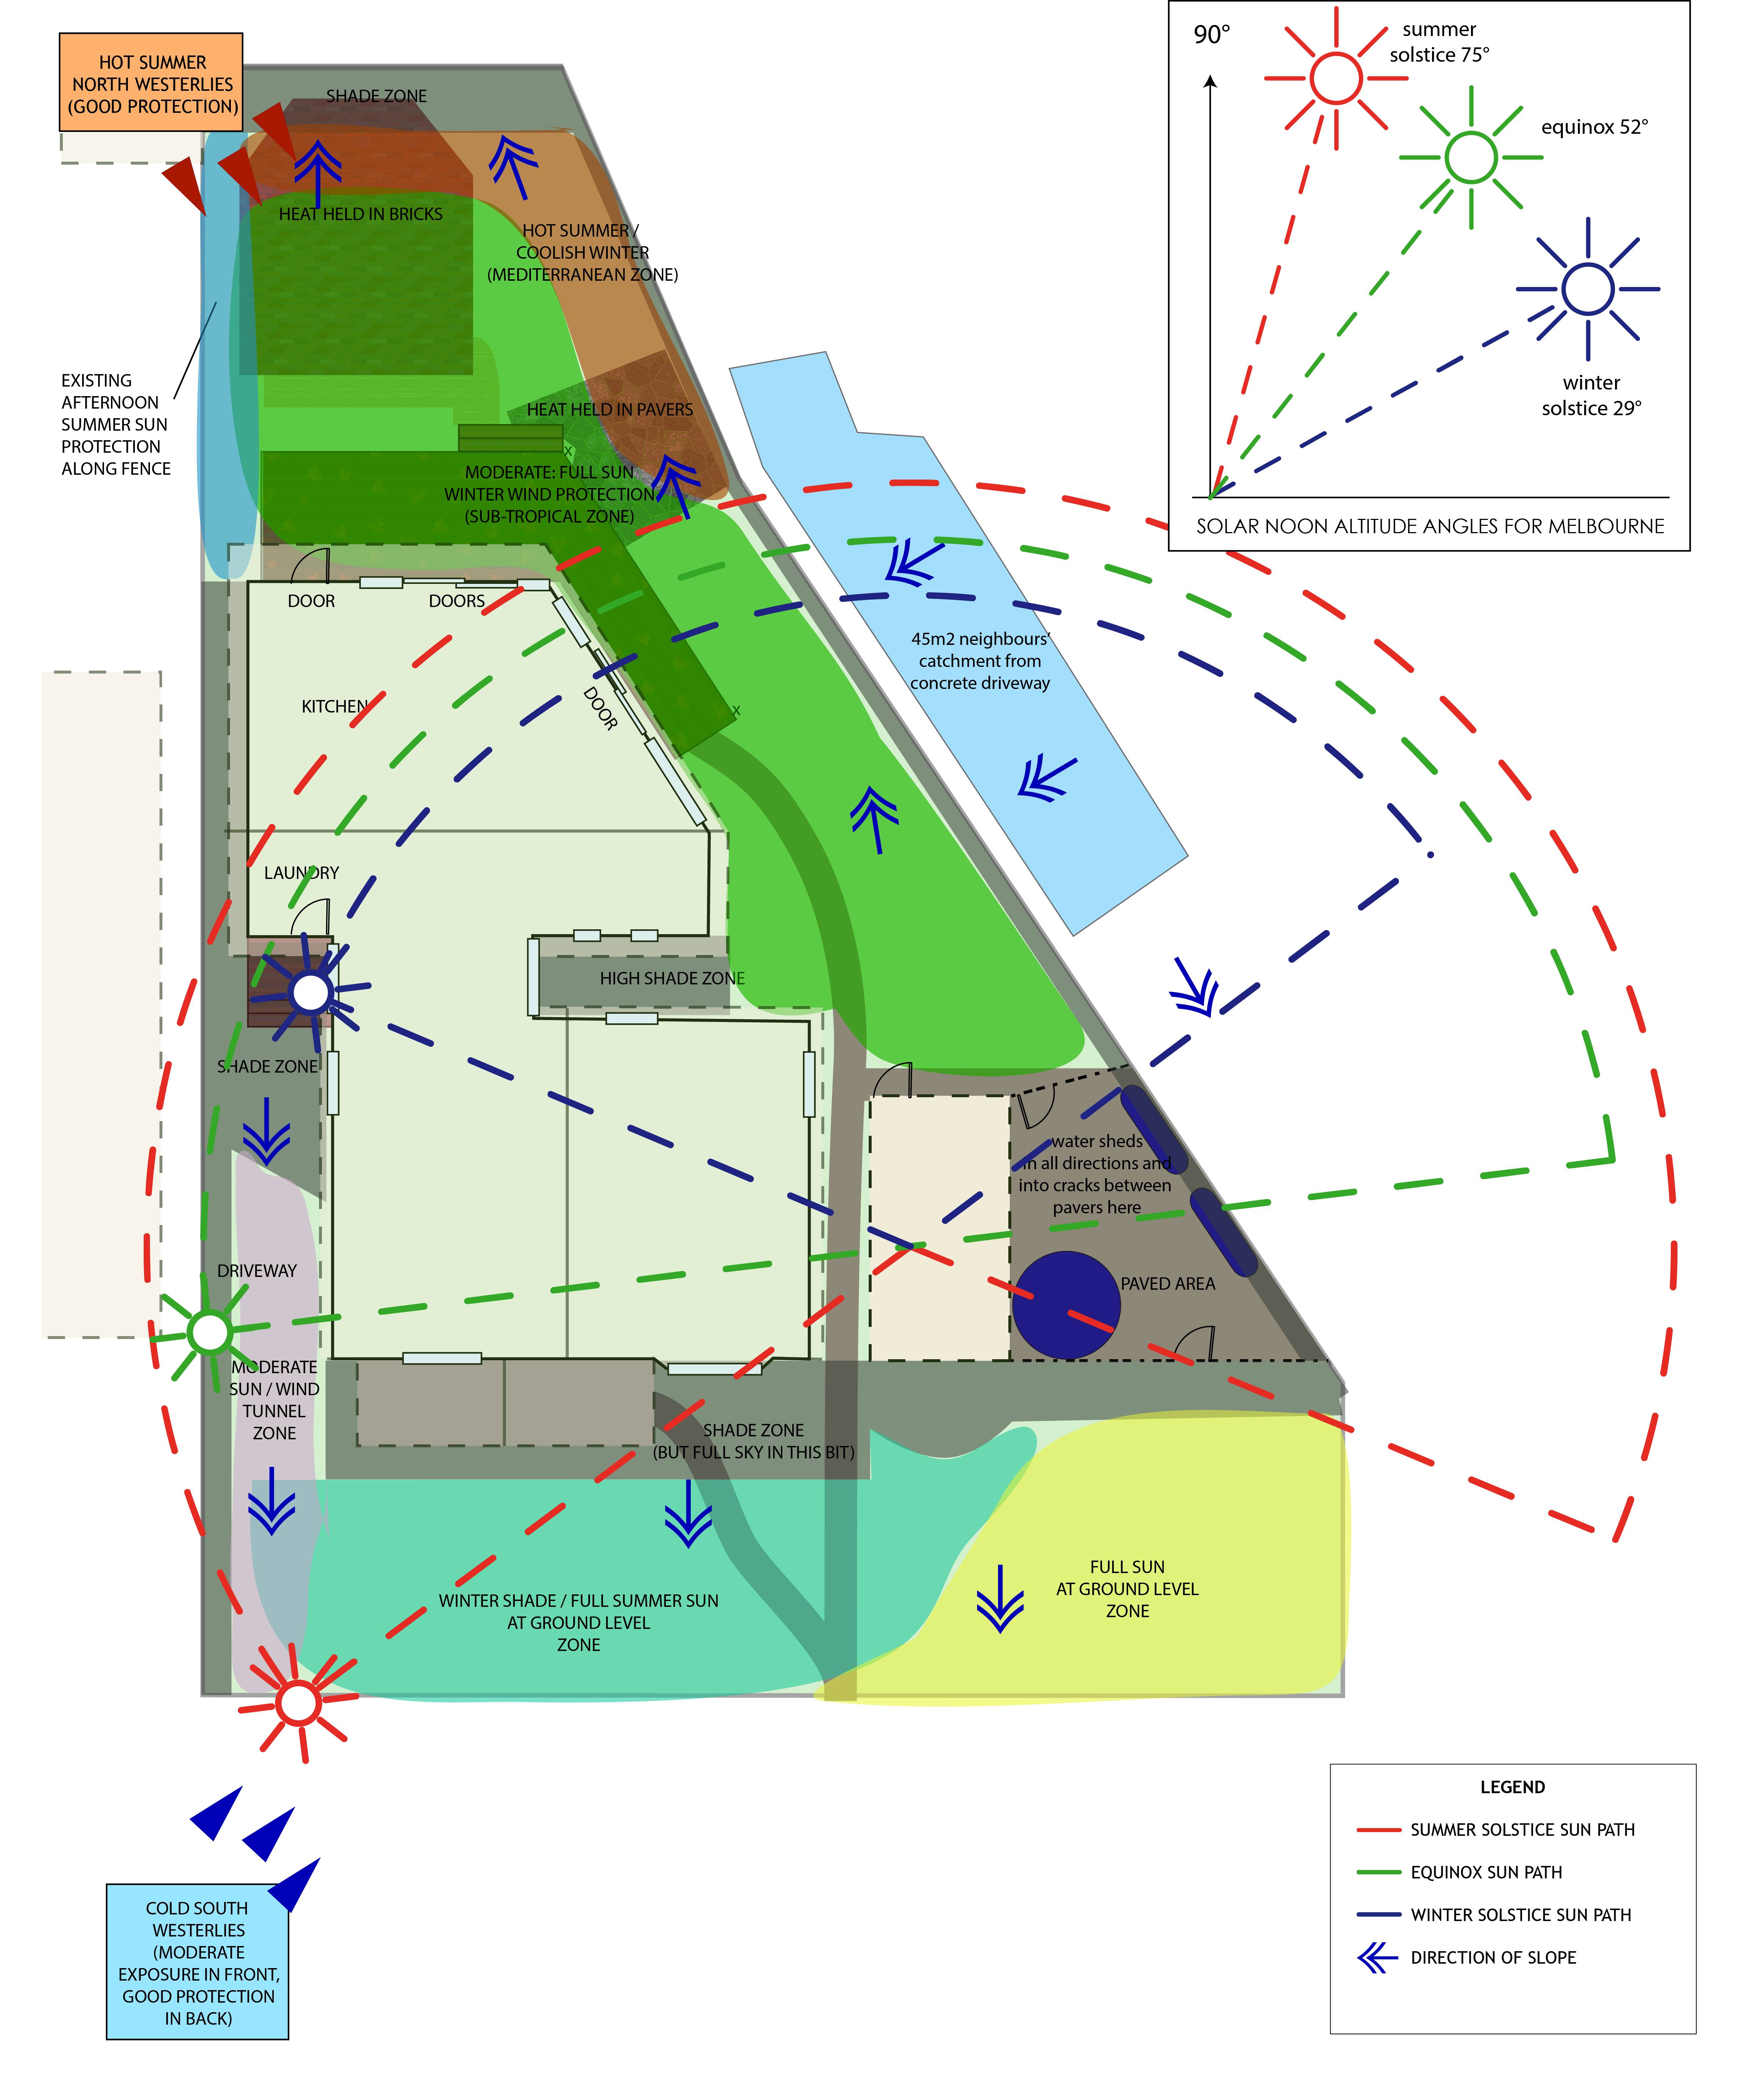 HOT SUMMER
NORTH WESTERLIES
(GOOD PROTECTION)
SHADE ZONE
90°
summer
solstice 75°
equinox 52°
winter
solstice 29°
SOLAR NOON ALTITUDE ANGLES FOR MELBOURNE
HEAT HELD IN BRICKS
HOT SUMMER /
COOLISH WINTER
(MEDITERRANEAN ZONE)
EXISTING
AFTERNOON
SUMMER SUN
PROTECTION
ALONG FENCE
HEAT HELD IN PAVERS
x
MODERATE: FULL SUN
WINTER WIND PROTECTION
(SUB-TROPICAL ZONE)
DOOR
DOORS
45m2 neighbours'
catchment from
concrete driveway
KITCHEN
DOOR
x
LAUNDRY
HIGH SHADE ZONE
SHADE ZONE
water sheds
in all directions and
into cracks between
pavers here
DRIVEWAY
PAVED AREA
MODERATE
SUN / WIND
TUNNEL
ZONE
SHADE ZONE
(BUT FULL SKY IN THIS BIT)
FULL SUN
AT GROUND LEVEL
ZONE
WINTER SHADE / FULL SUMMER SUN
AT GROUND LEVEL
ZONE
LEGEND
SUMMER SOLSTICE SUN PATH
EQUINOX SUN PATH
WINTER SOLSTICE SUN PATH
DIRECTION OF SLOPE
COLD SOUTH
WESTERLIES
(MODERATE
EXPOSURE IN FRONT,
GOOD PROTECTION
IN BACK)